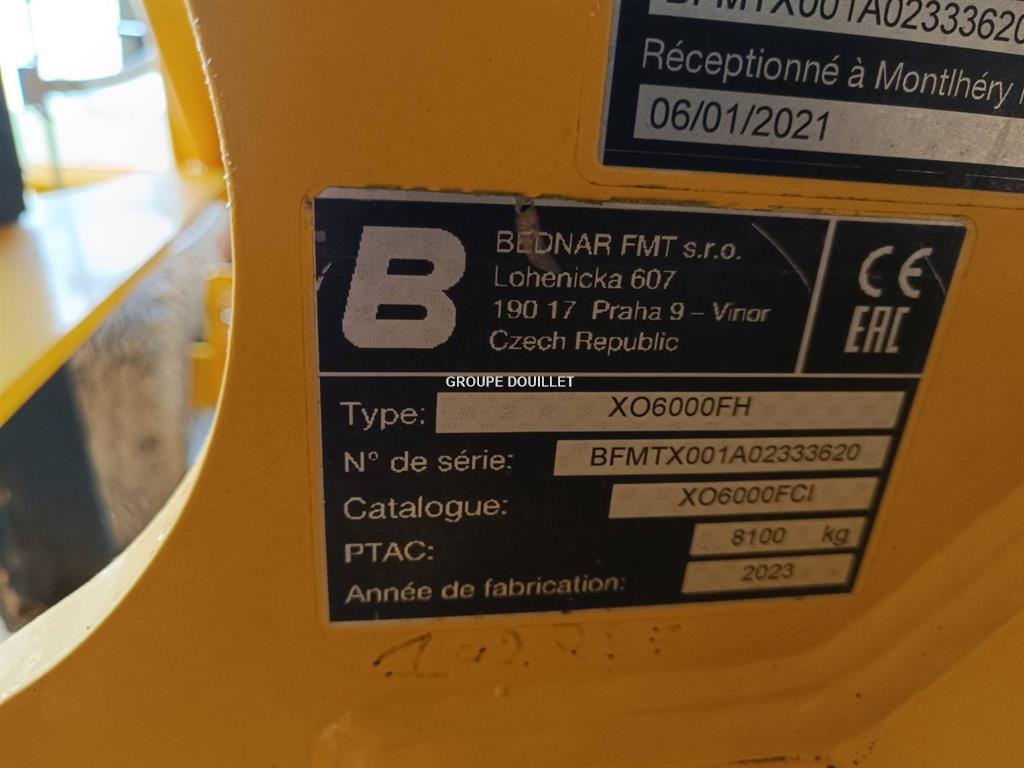 BFMTX001A02333620
Réceptionné à Montlhéry
06/01/2021
B
BEDNAR FMT s.r.o.
Lohenicka 607
190 17 Praha 9 – Vinor
Czech Republic
CE
EAC
GROUPE DOUILLET
Type: XO6000FH
N° de série: BFMTX001A02333620
Catalogue: XO6000FCI
PTAC: 8100 kg
Année de fabrication: 2023